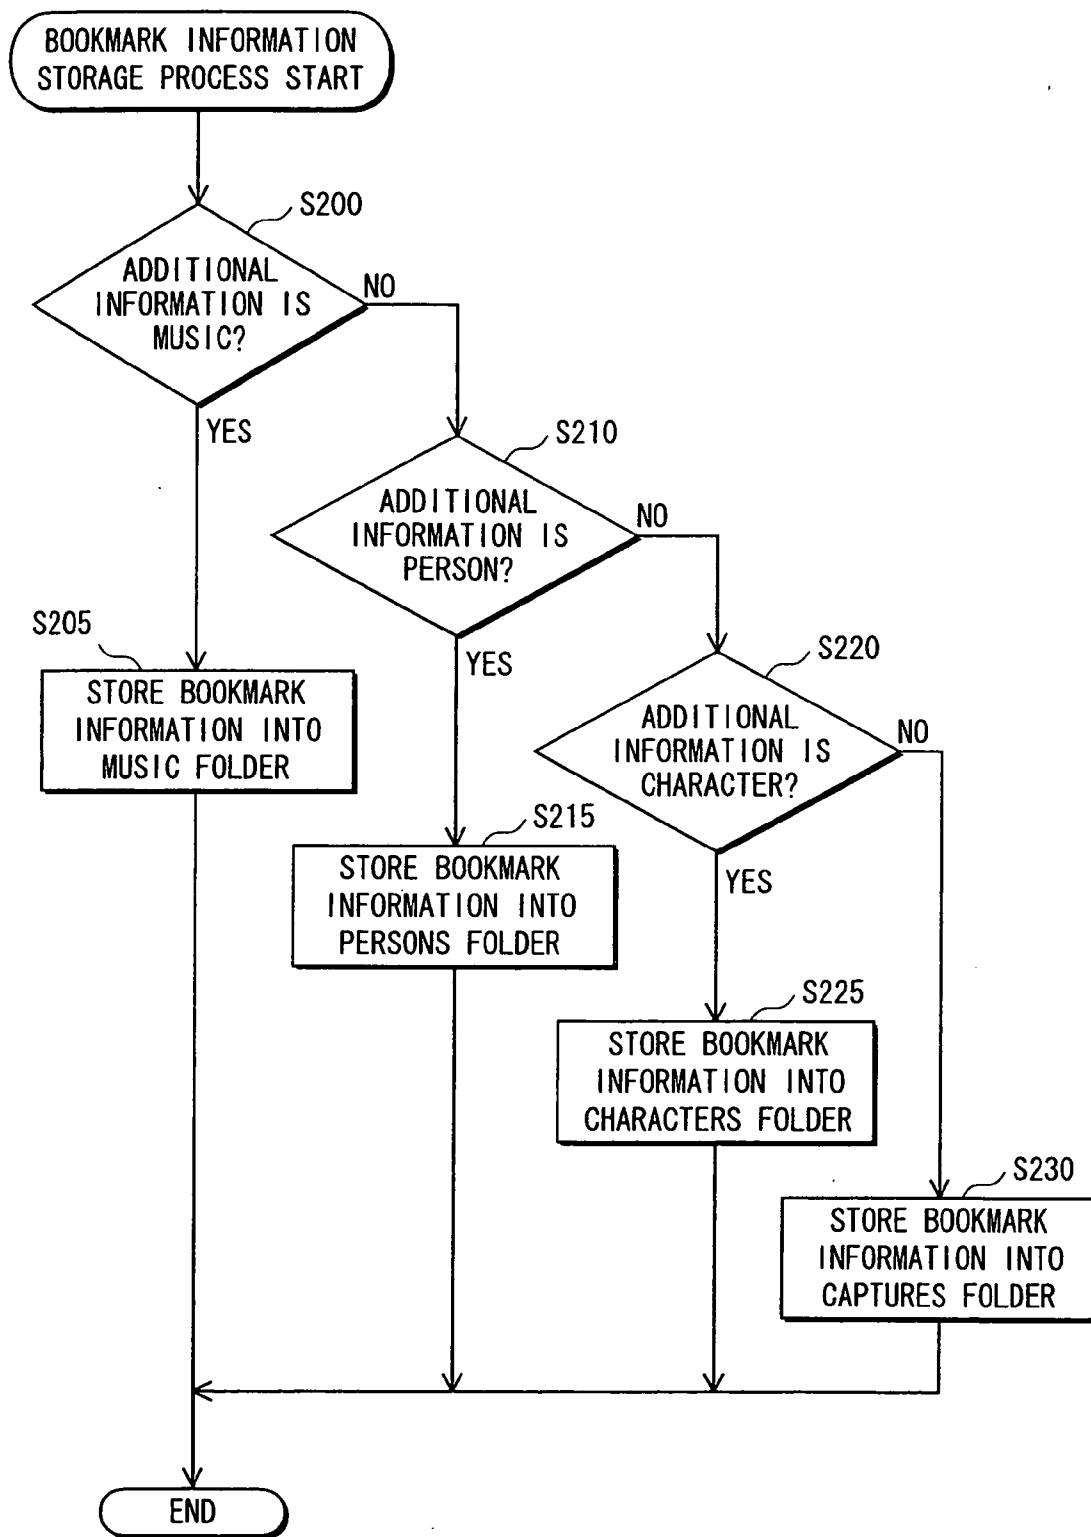 BOOKMARK INFORMATION
STORAGE PROCESS START
S200
ADDITIONAL
INFORMATION IS
MUSIC?
NO
YES
S210
ADDITIONAL
INFORMATION IS
PERSON?
NO
YES
S205
STORE BOOKMARK
INFORMATION INTO
MUSIC FOLDER
S220
ADDITIONAL
INFORMATION IS
CHARACTER?
NO
YES
S215
STORE BOOKMARK
INFORMATION INTO
PERSONS FOLDER
S225
STORE BOOKMARK
INFORMATION INTO
CHARACTERS FOLDER
S230
STORE BOOKMARK
INFORMATION INTO
CAPTURES FOLDER
END